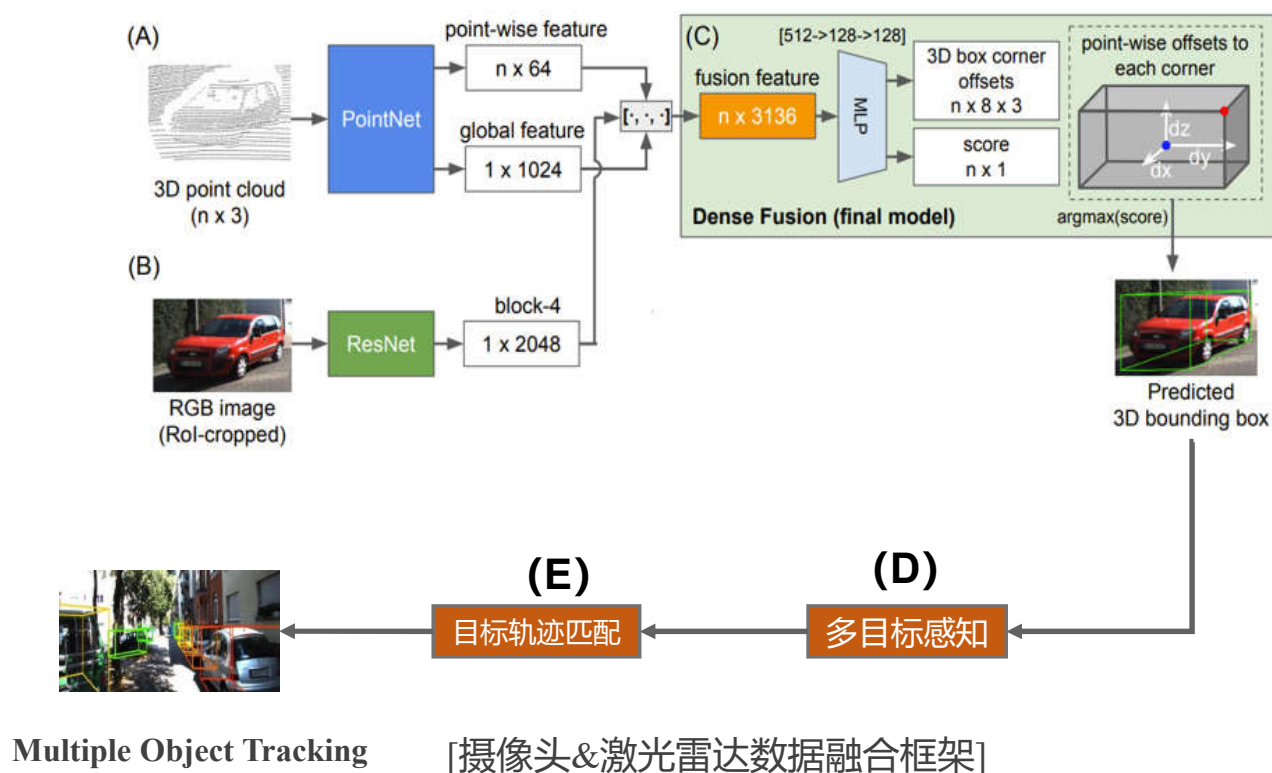 (A)
3D point cloud
(n x 3)
PointNet
point-wise feature
n x 64
global feature
1 x 1024
[·, ·, ·]
(B)
RGB image
(RoI-cropped)
ResNet
block-4
1 x 2048
(C)
fusion feature
n x 3136
[512->128->128]
MLP
3D box corner
offsets
n x 8 x 3
score
n x 1
Dense Fusion (final model)
point-wise offsets to
each corner
dz
dy
dx
argmax(score)
Predicted
3D bounding box
(D)
多目标感知
(E)
目标轨迹匹配
Multiple Object Tracking
[摄像头&激光雷达数据融合框架]